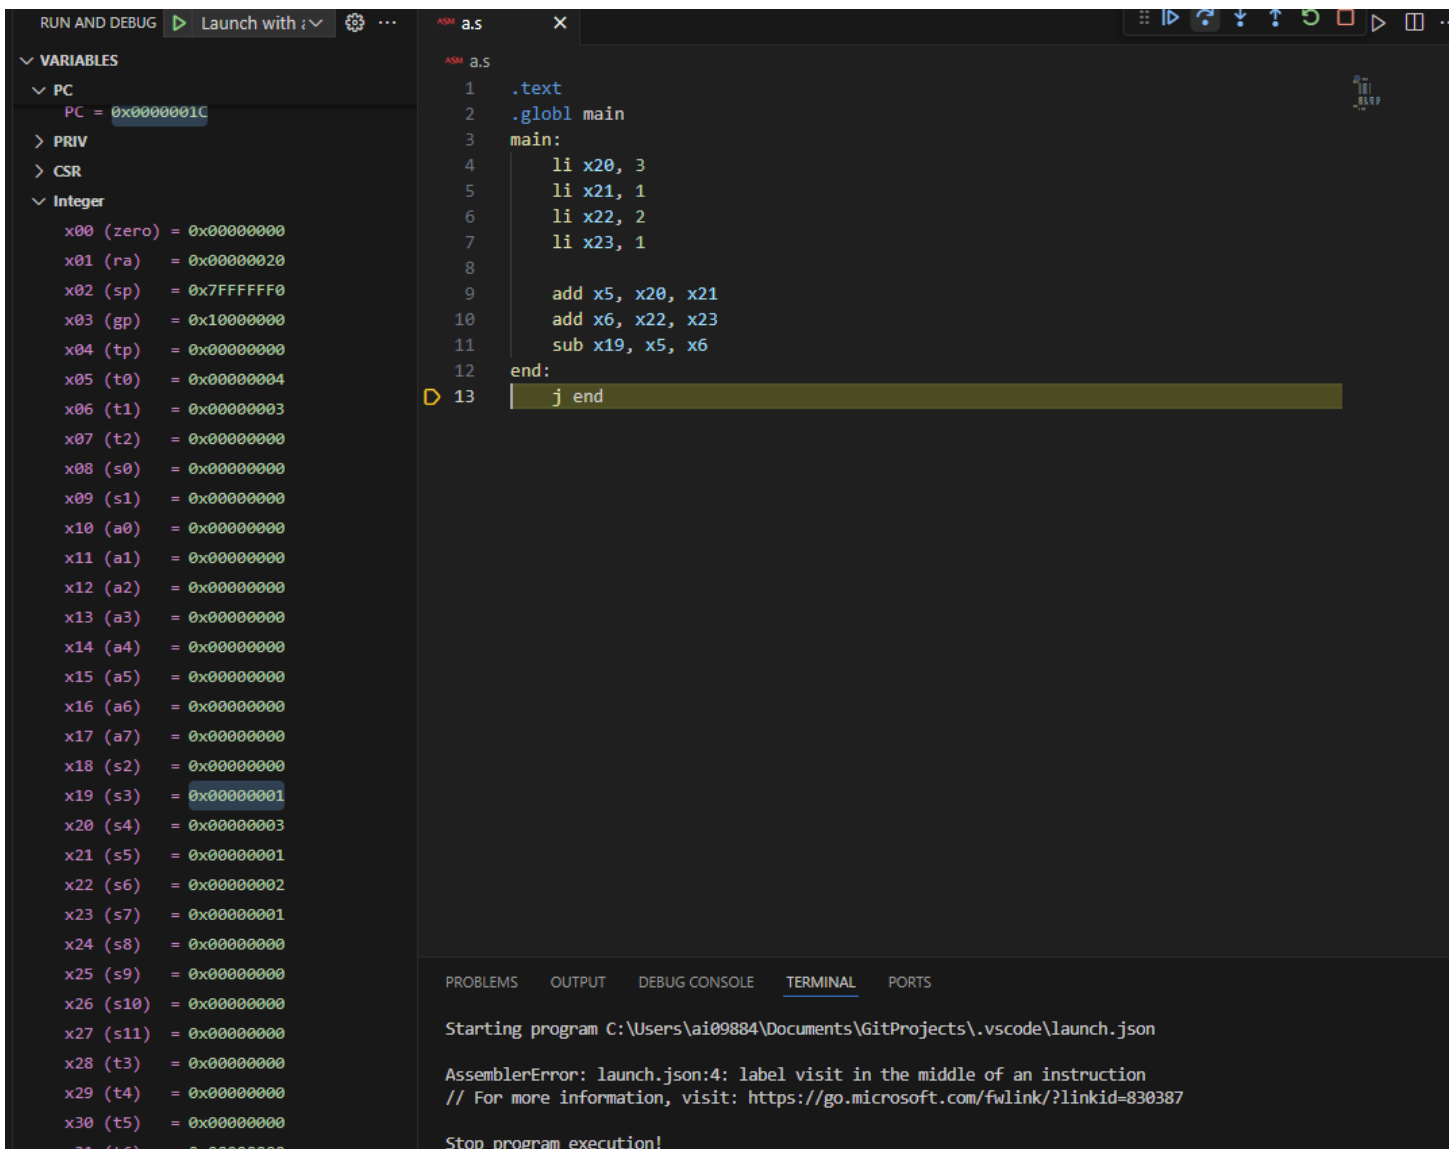 RUN AND DEBUG Launch with
VARIABLES
PC
PC = 0x0000001C
PRIV
CSR
Integer
x00 (zero) = 0x00000000
x01 (ra) = 0x00000020
x02 (sp) = 0x7FFFFFF0
x03 (gp) = 0x10000000
x04 (tp) = 0x00000000
x05 (t0) = 0x00000004
x06 (t1) = 0x00000003
x07 (t2) = 0x00000000
x08 (s0) = 0x00000000
x09 (s1) = 0x00000000
x10 (a0) = 0x00000000
x11 (a1) = 0x00000000
x12 (a2) = 0x00000000
x13 (a3) = 0x00000000
x14 (a4) = 0x00000000
x15 (a5) = 0x00000000
x16 (a6) = 0x00000000
x17 (a7) = 0x00000000
x18 (s2) = 0x00000000
x19 (s3) = 0x00000001
x20 (s4) = 0x00000003
x21 (s5) = 0x00000001
x22 (s6) = 0x00000002
x23 (s7) = 0x00000001
x24 (s8) = 0x00000000
x25 (s9) = 0x00000000
x26 (s10) = 0x00000000
x27 (s11) = 0x00000000
x28 (t3) = 0x00000000
x29 (t4) = 0x00000000
x30 (t5) = 0x00000000
ASM a.s
ASM a.s
1 .text
2 .globl main
3 main:
4 li x20, 3
5 li x21, 1
6 li x22, 2
7 li x23, 1
8
9 add x5, x20, x21
10 add x6, x22, x23
11 sub x19, x5, x6
12 end:
13 j end
PROBLEMS OUTPUT DEBUG CONSOLE TERMINAL PORTS
Starting program C:\Users\ai09884\Documents\GitProjects\.vscode\launch.json
AssemblerError: launch.json:4: label visit in the middle of an instruction
// For more information, visit: https://go.microsoft.com/fwlink/?linkid=830387
Stop program execution!